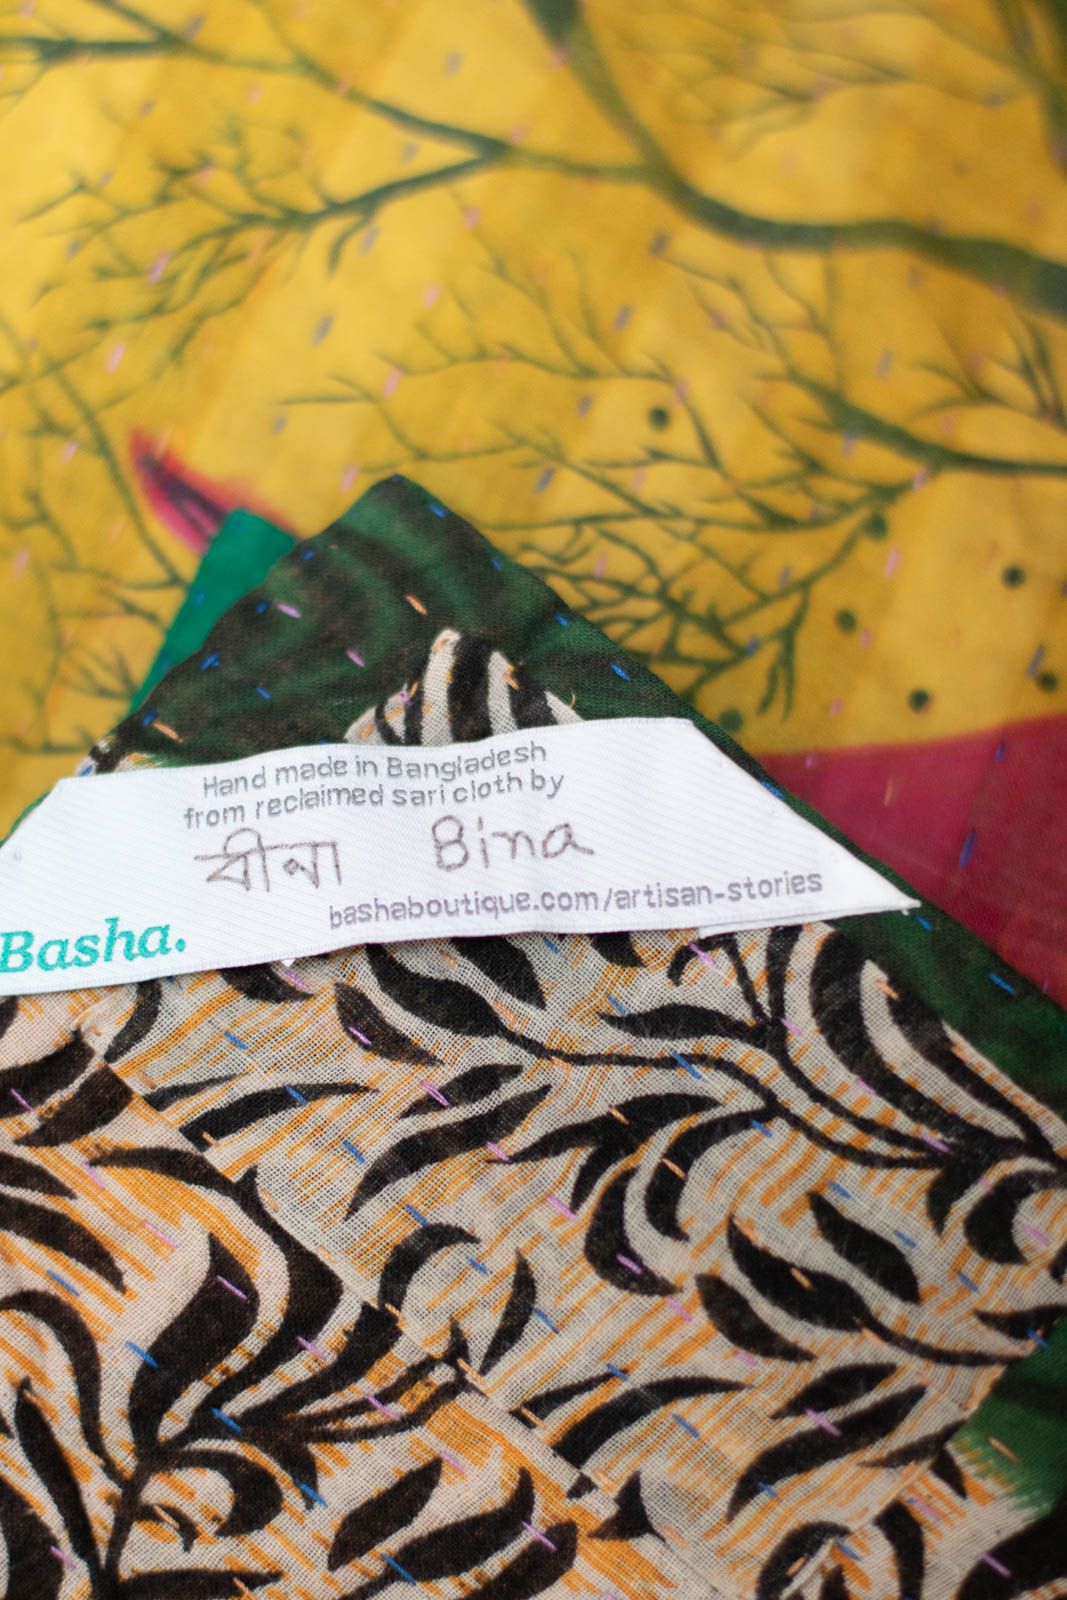 Hand made in Bangladesh
from reclaimed sari cloth by
বীনা Bina
bashaboutique.com/artisan-stories
Basha.